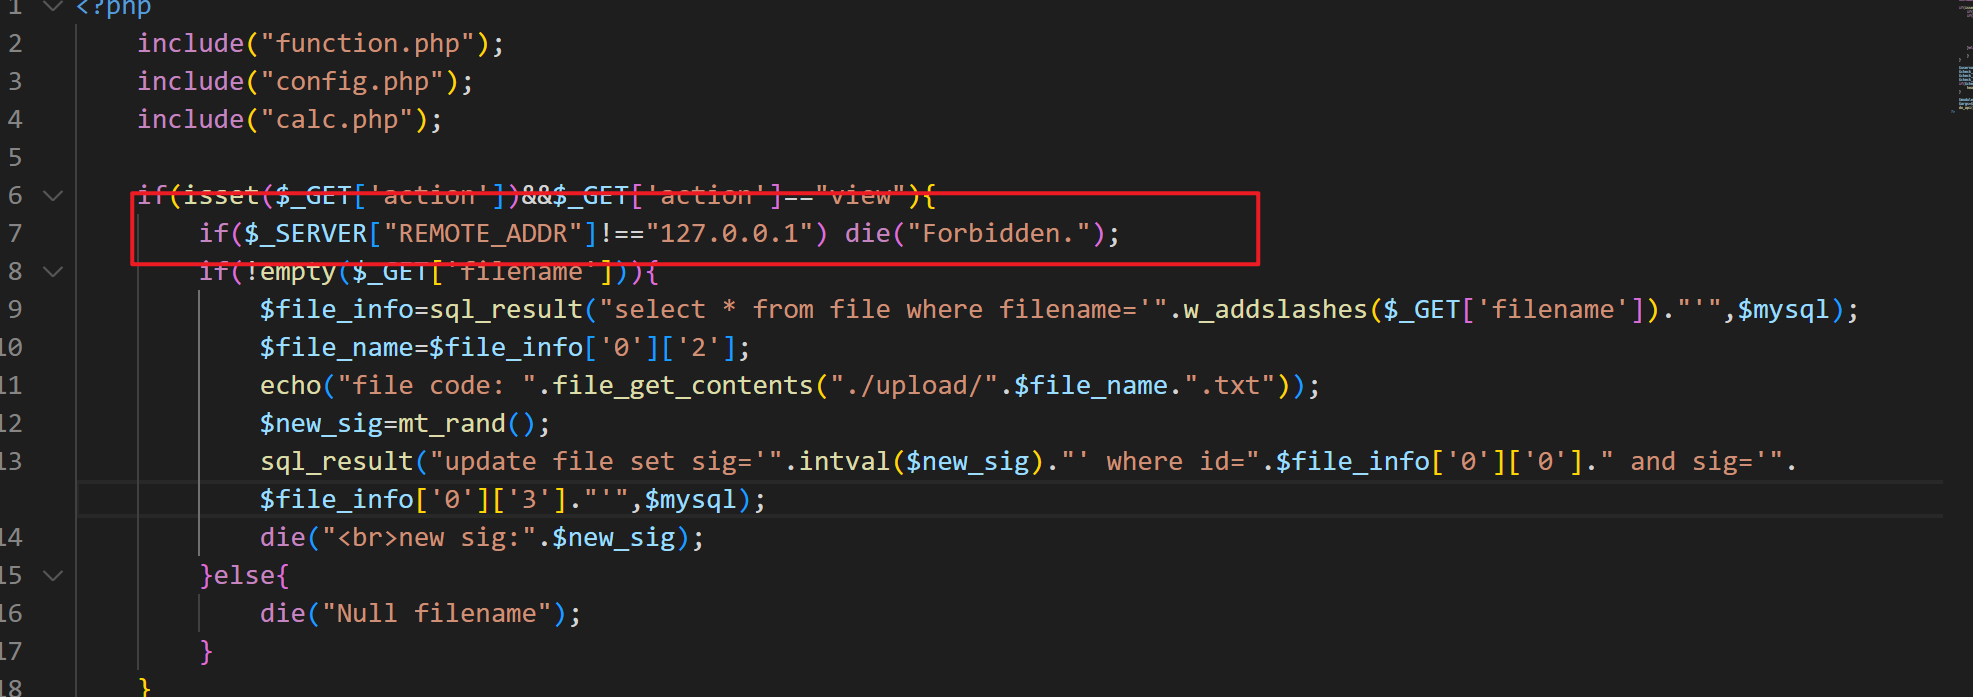 1 <?php
2 include("function.php");
3 include("config.php");
4 include("calc.php");
5
6 if(isset($_GET['action'])&&$_GET['action']=="view"){
7 if($_SERVER["REMOTE_ADDR"]!=="127.0.0.1") die("Forbidden.");
8 if(!empty($_GET['filename'])){
9 $file_info=sql_result("select * from file where filename='".w_addslashes($_GET['filename'])."'",$mysql);
10 $file_name=$file_info['0']['2'];
11 echo("file code: ".file_get_contents("./upload/".$file_name.".txt"));
12 $new_sig=mt_rand();
13 sql_result("update file set sig='".intval($new_sig)."' where id=".$file_info['0']['0']." and sig='".
$file_info['0']['3']."'",$mysql);
14 die("<br>new sig:".$new_sig);
15 }else{
16 die("Null filename");
17 }
18 }